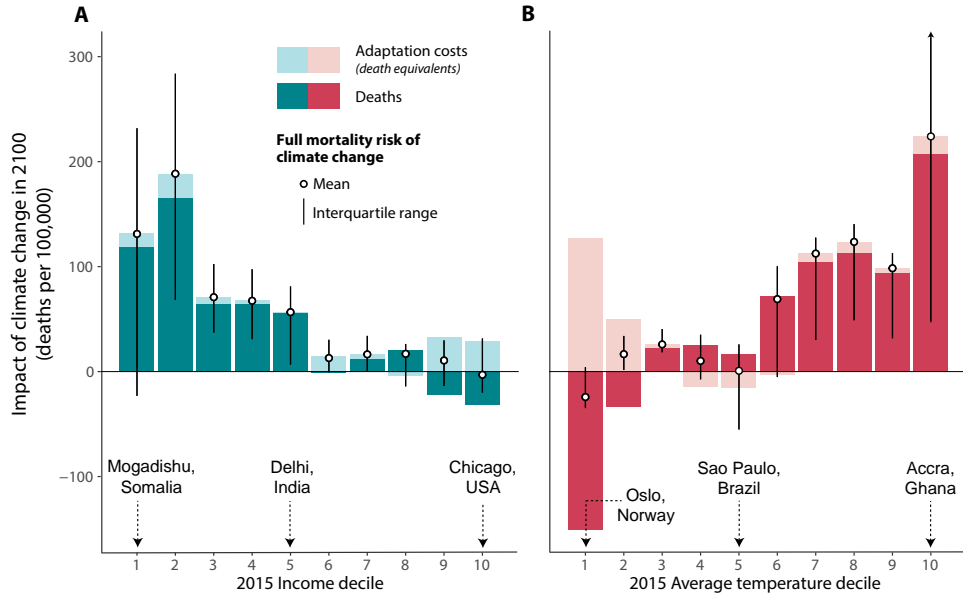 A
B
Impact of climate change in 2100
(deaths per 100,000)
300
200
100
0
−100
Adaptation costs
(death equivalents)
Deaths
Full mortality risk of
climate change
Mean
Interquartile range
Mogadishu,
Somalia
Delhi,
India
Chicago,
USA
Oslo,
Norway
Sao Paulo,
Brazil
Accra,
Ghana
1 2 3 4 5 6 7 8 9 10
2015 Income decile
1 2 3 4 5 6 7 8 9 10
2015 Average temperature decile